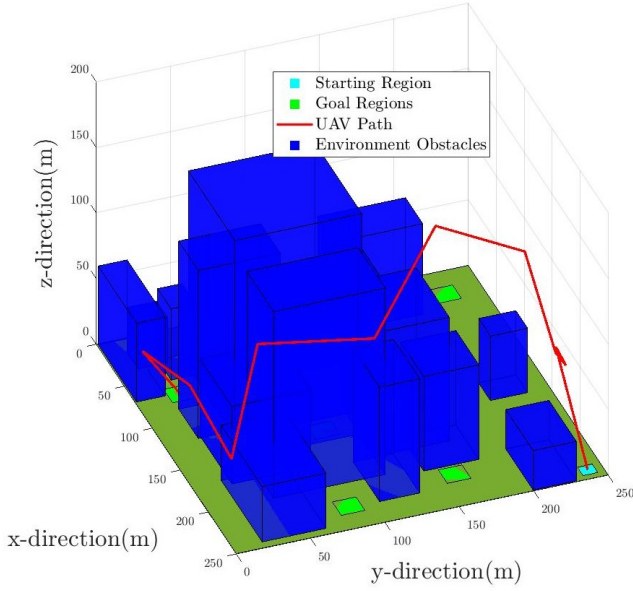 200
150
100
50
0
z-direction(m)
Starting Region
Goal Regions
UAV Path
Environment Obstacles
0
50
100
150
200
250
x-direction(m)
0
50
100
150
200
250
y-direction(m)